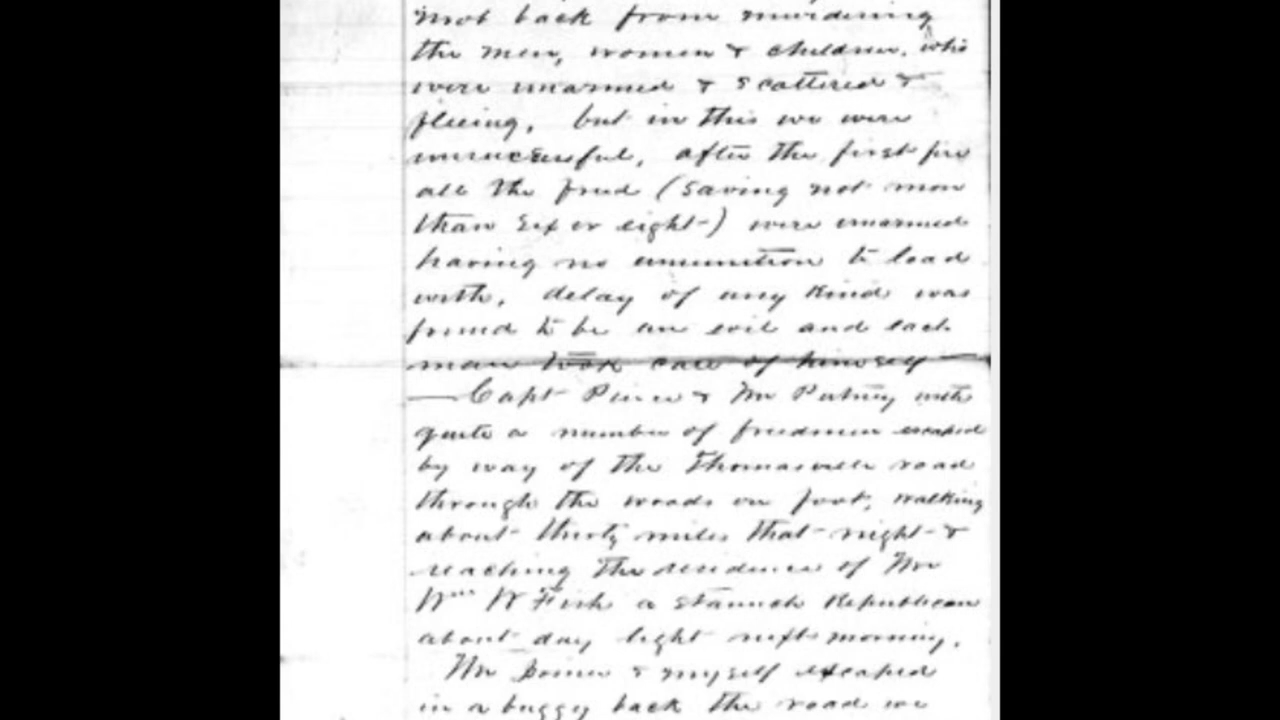 mob back from murdering
the men, women & children, who
were unarmed & scattered &
fleeing, but in this we were
unsuccessful, after the first fire
all the freed (saving not more
than six or eight) were unarmed
having no ammunition to load
with, delay of any kind was
found to be an evil and each
man took care of himself
— Capt Pierce & Mr Putney with
quite a number of freedmen escaped
by way of the Thomasville road
through the woods on foot, walking
about thirty miles that night &
reaching the residence of Mr
Wm W Fish a staunch Republican
about day light next morning.
Mr & myself escaped
in a buggy back the road we